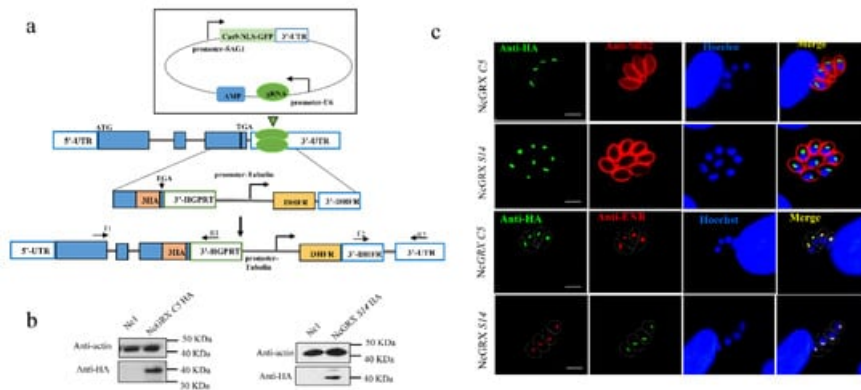 a
Cas9-NLS-GFP 3'-UTR
promoter-SAG1
AMP gRNA
promoter-U6
ATG TGA
5'-UTR 3'-UTR
promoter-Tubulin
3HA 3'-HGPRT DHFR 3'-DHFR
F1 R1 F2 R2
5'-UTR 3HA 3'-HGPRT DHFR 3'-DHFR 3'-UTR
promoter-Tubulin
b
Nc1 NcGRX C5 HA
Anti-actin 50 KDa
40 KDa
Anti-HA 40 KDa
30 KDa
Nc1 NcGRX S14 HA
Anti-actin 50 KDa
40 KDa
Anti-HA 40 KDa
c
Anti-HA Hoechst Merge
NcGRX C5
NcGRX S14
Anti-HA Anti-ENR Hoechst Merge
NcGRX C5
NcGRX S14